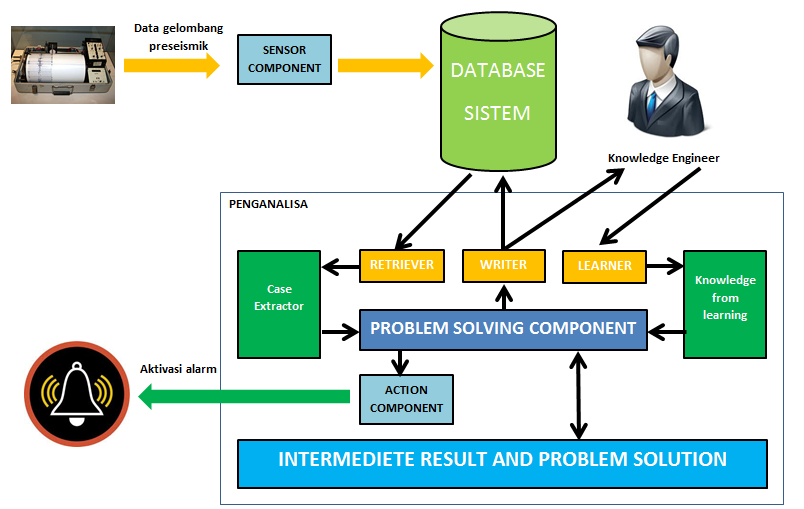 Data gelombang
preseismik
SENSOR
COMPONENT
DATABASE
SISTEM
Knowledge Engineer
PENGANALISA
RETRIEVER
WRITER
LEARNER
Case
Extractor
Knowledge
from
learning
PROBLEM SOLVING COMPONENT
Aktivasi alarm
ACTION
COMPONENT
INTERMEDIETE RESULT AND PROBLEM SOLUTION